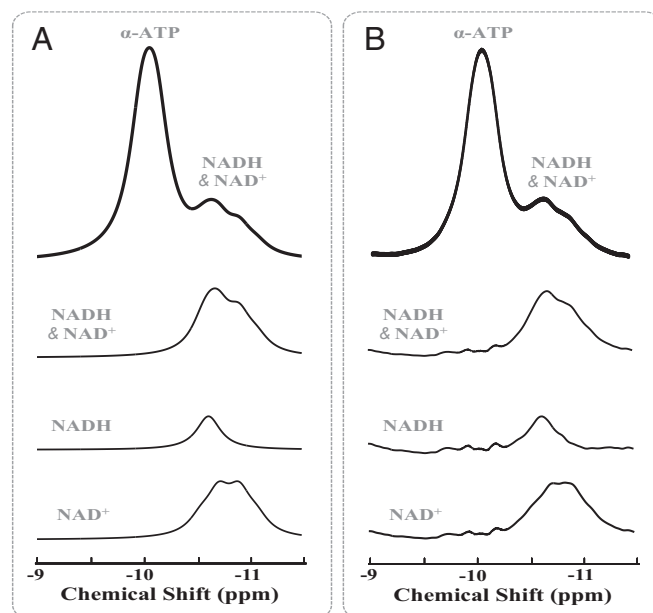 A
α-ATP
NADH
& NAD⁺
NADH
& NAD⁺
NADH
NAD⁺
-9 -10 -11
Chemical Shift (ppm)
B
α-ATP
NADH
& NAD⁺
NADH
& NAD⁺
NADH
NAD⁺
-9 -10 -11
Chemical Shift (ppm)